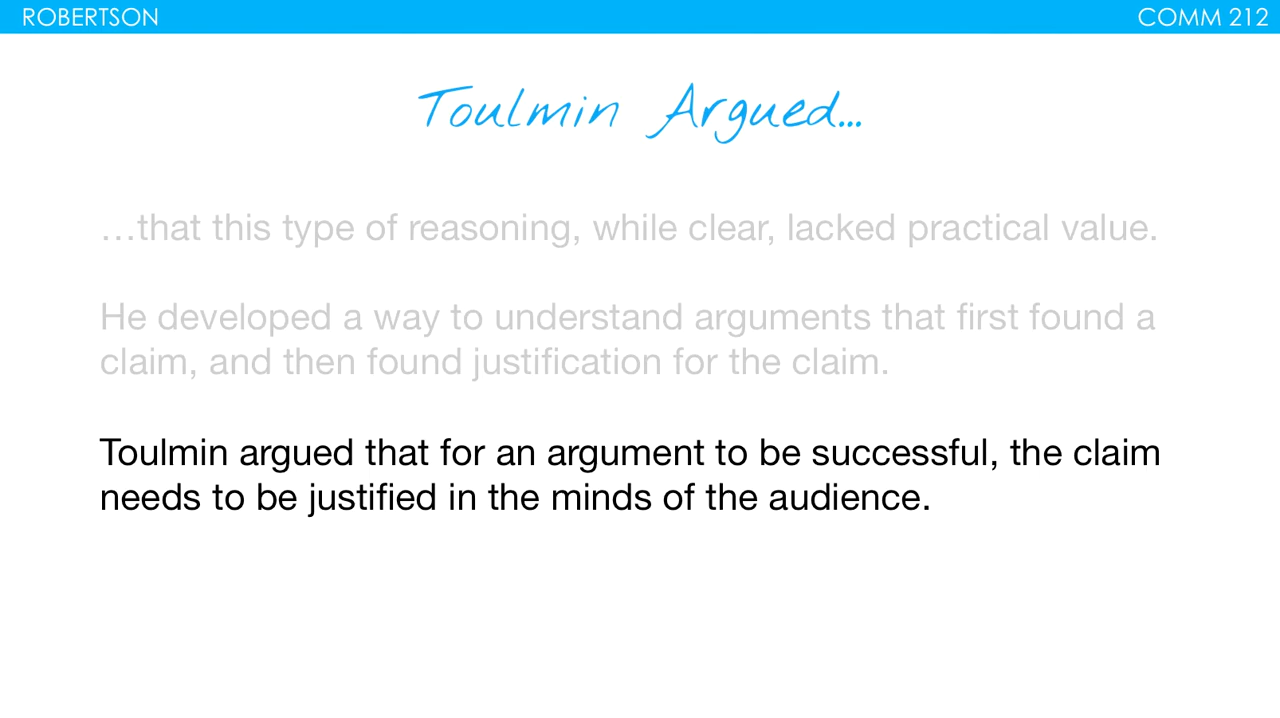 ROBERTSON
COMM 212
Toulmin Argued...
…that this type of reasoning, while clear, lacked practical value.
He developed a way to understand arguments that first found a
claim, and then found justification for the claim.
Toulmin argued that for an argument to be successful, the claim
needs to be justified in the minds of the audience.